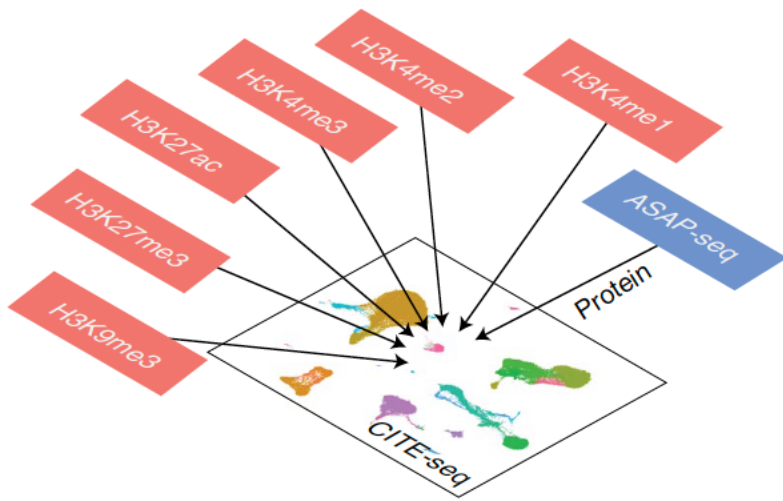 H3K4me2
H3K4me1
H3K4me3
H3K27ac
H3K27me3
H3K9me3
ASAP-seq
Protein
CITE-seq